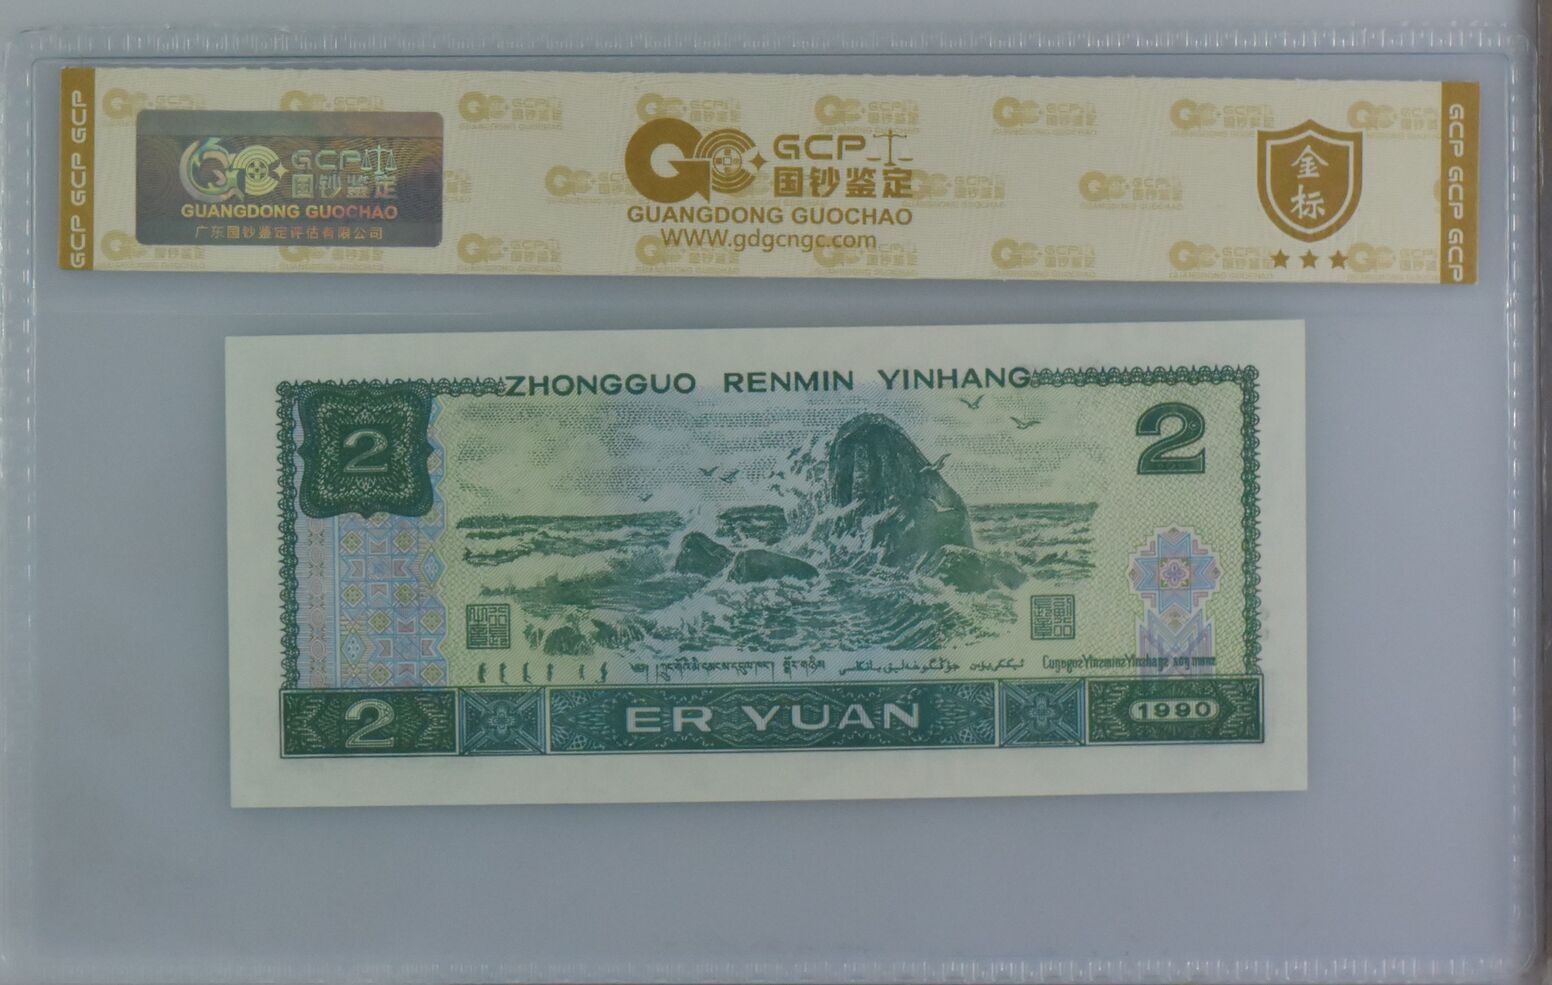 GCP GCP GCP
GCP
国钞鉴定
GUANGDONG GUOCHAO
广东国钞鉴定评估有限公司
GCP
国钞鉴定
GUANGDONG GUOCHAO
WWW.gdgcngc.com
金
标
GCP GCP GCP
ZHONGGUO RENMIN YINHANG
2
2
2
ER YUAN
1990